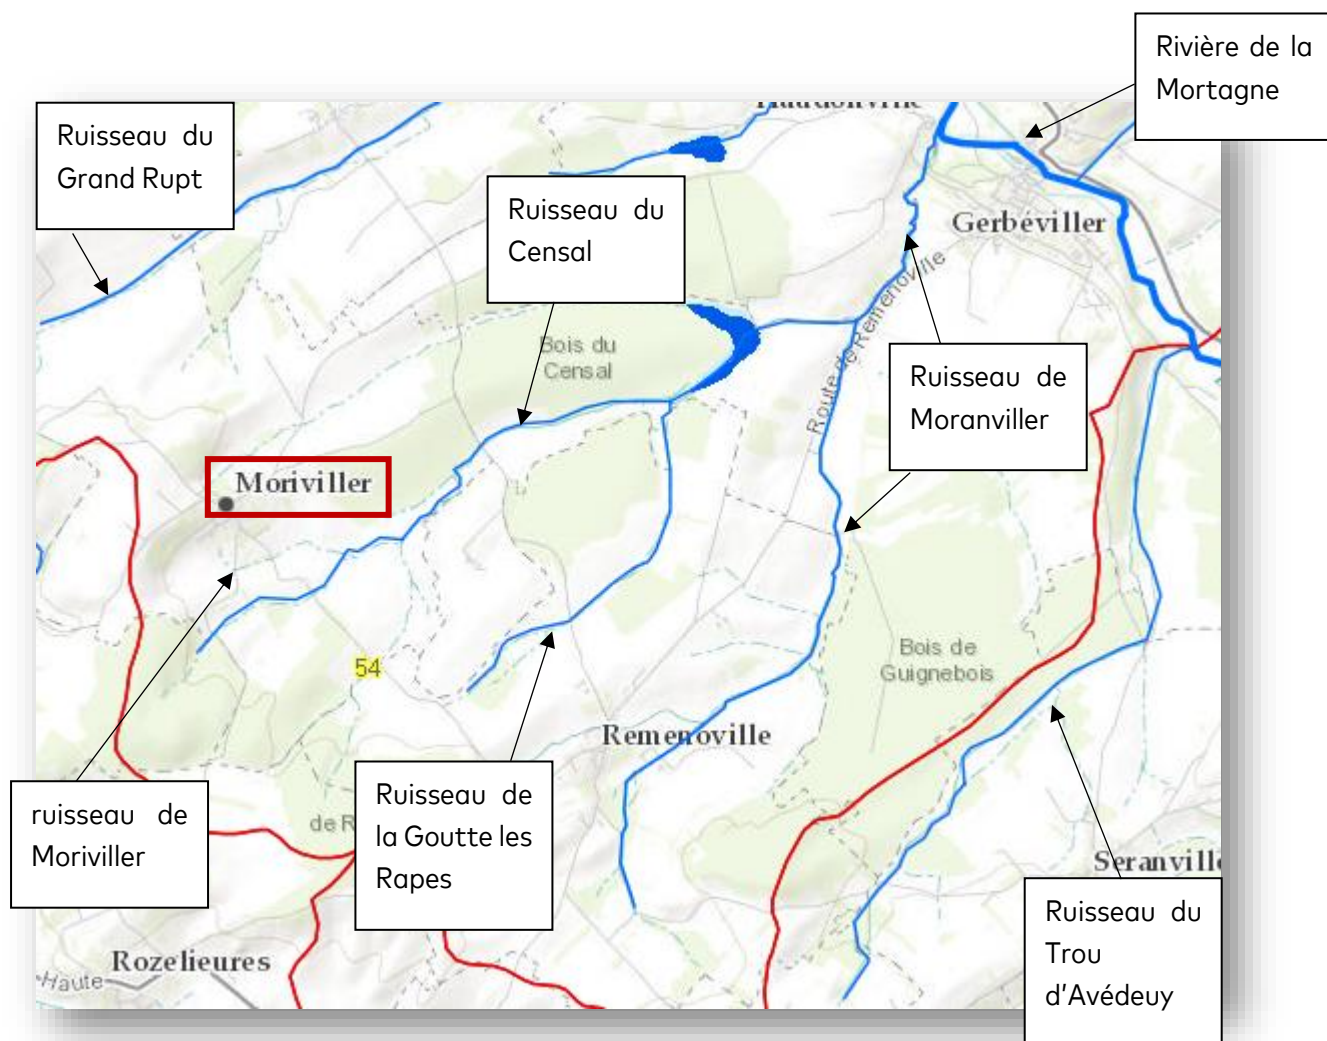 Rivière de la
Mortagne
Ruisseau du
Grand Rupt
Ruisseau du
Censal
Gerbéviller
Route de Remenoville
Bois du
Censal
Ruisseau de
Moranviller
Moriviller
54
Bois de
Guignebois
Remenoville
ruisseau de
Moriviller
Ruisseau de
la Goutte les
Rapes
de R
Seranville
Ruisseau du
Trou
d'Avédeuy
Rozelieures
Haute